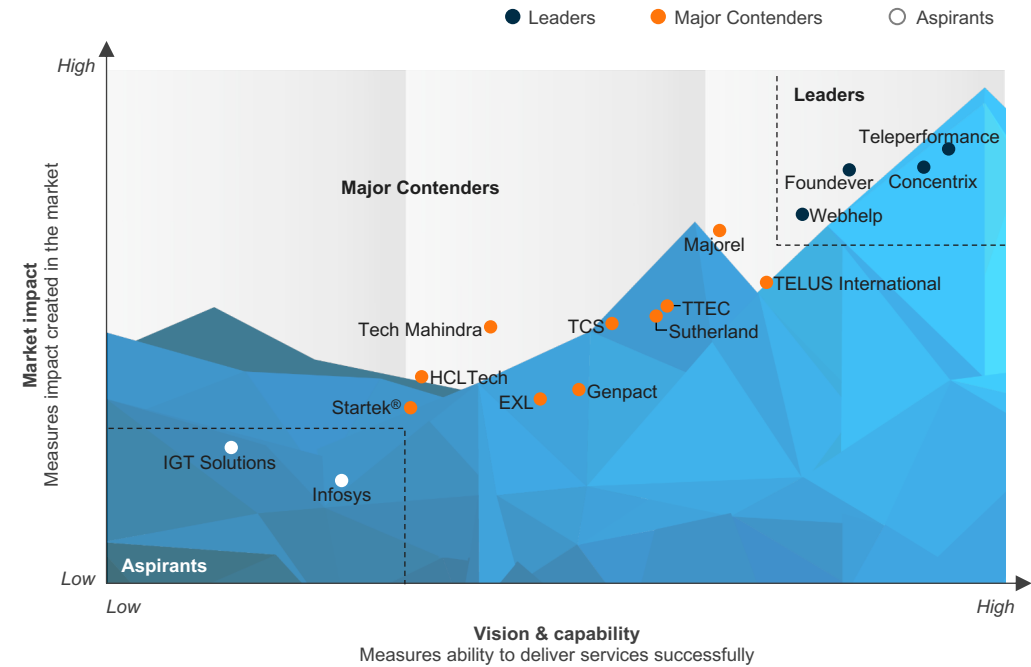 Leaders
Major Contenders
Aspirants
High
Leaders
Teleperformance
Foundever
Concentrix
Major Contenders
Webhelp
Majorel
TELUS International
TTEC
Tech Mahindra
TCS
Sutherland
HCLTech
Genpact
EXL
Startek®
IGT Solutions
Infosys
Aspirants
Market impact
Measures impact created in the market
Low
Low
High
Vision & capability
Measures ability to deliver services successfully